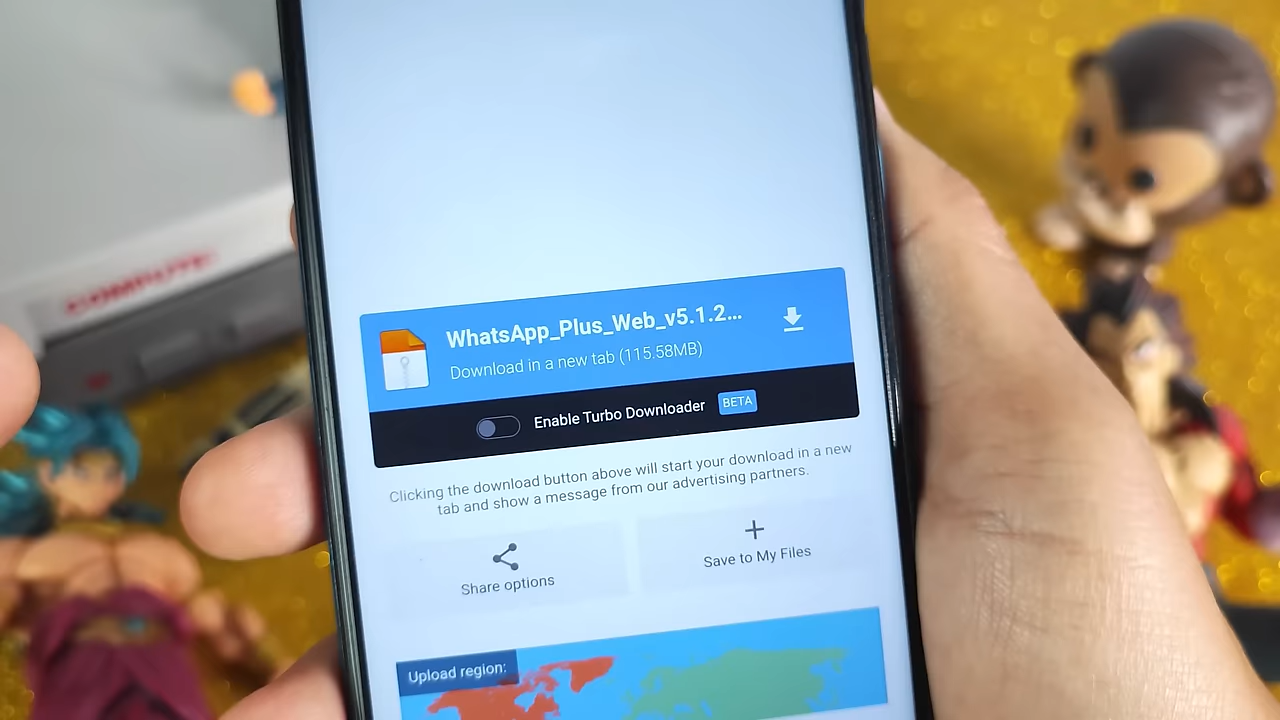 COMPUTE
WhatsApp_Plus_Web_v5.1.2...
Download in a new tab (115.58MB)
Enable Turbo Downloader BETA
Clicking the download button above will start your download in a new
tab and show a message from our advertising partners.
Share options
Save to My Files
Upload region: